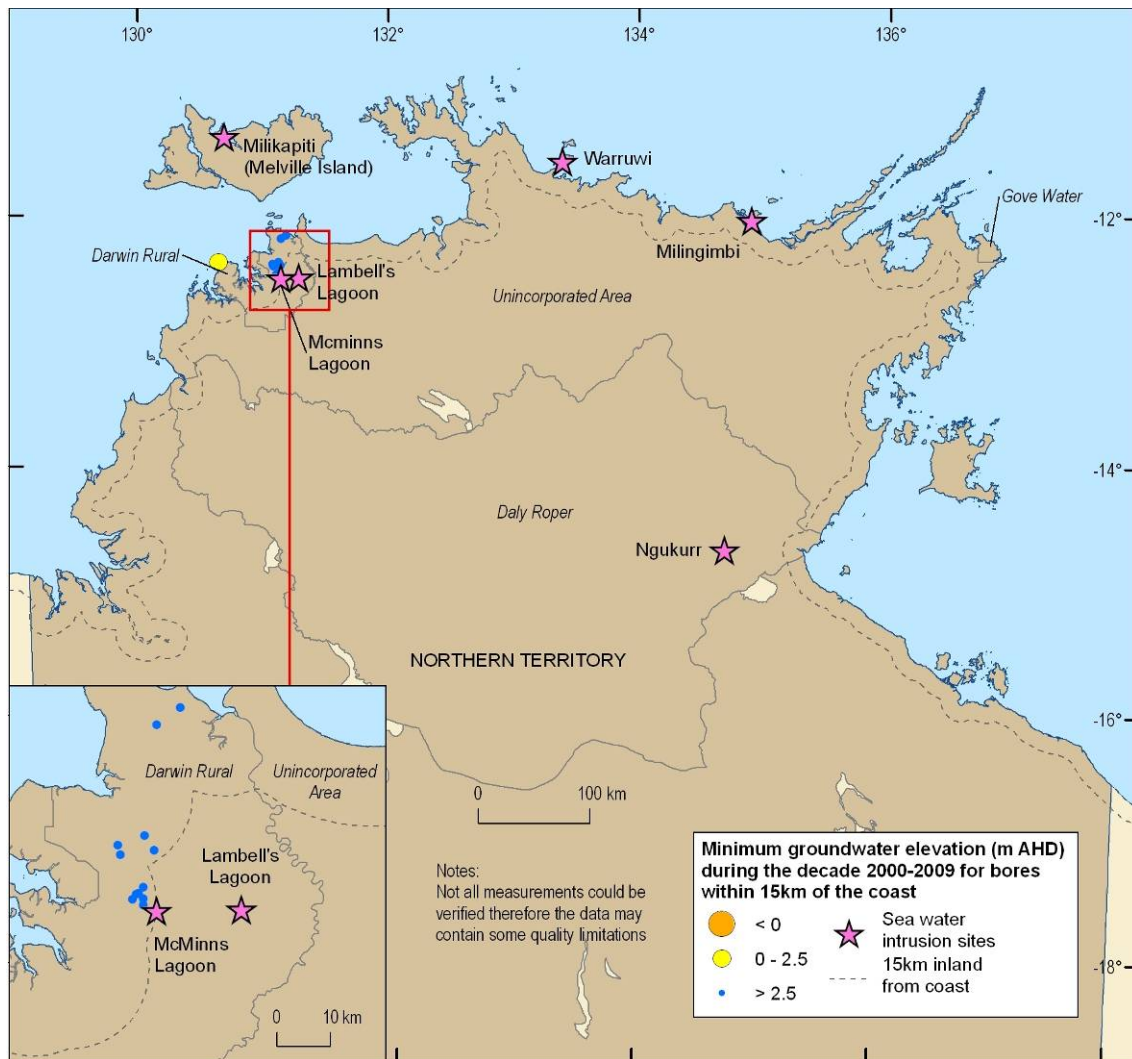 130°
132°
134°
136°
Milikapiti
(Melville Island)
Warruwi
Gove Water
-12°
Milingimbi
Darwin Rural
Lambell's
Lagoon
Unincorporated Area
Mcminns
Lagoon
-14°
Daly Roper
Ngukurr
NORTHERN TERRITORY
-16°
Darwin Rural
Unincorporated
Area
0
100 km
Lambell's
Lagoon
McMinns
Lagoon
0
10 km
Notes:
Not all measurements could be
verified therefore the data may
contain some quality limitations
Minimum groundwater elevation (m AHD)
during the decade 2000-2009 for bores
within 15km of the coast
< 0
0 - 2.5
> 2.5
Sea water
intrusion sites
15km inland
from coast
-18°
132°
134°
136°